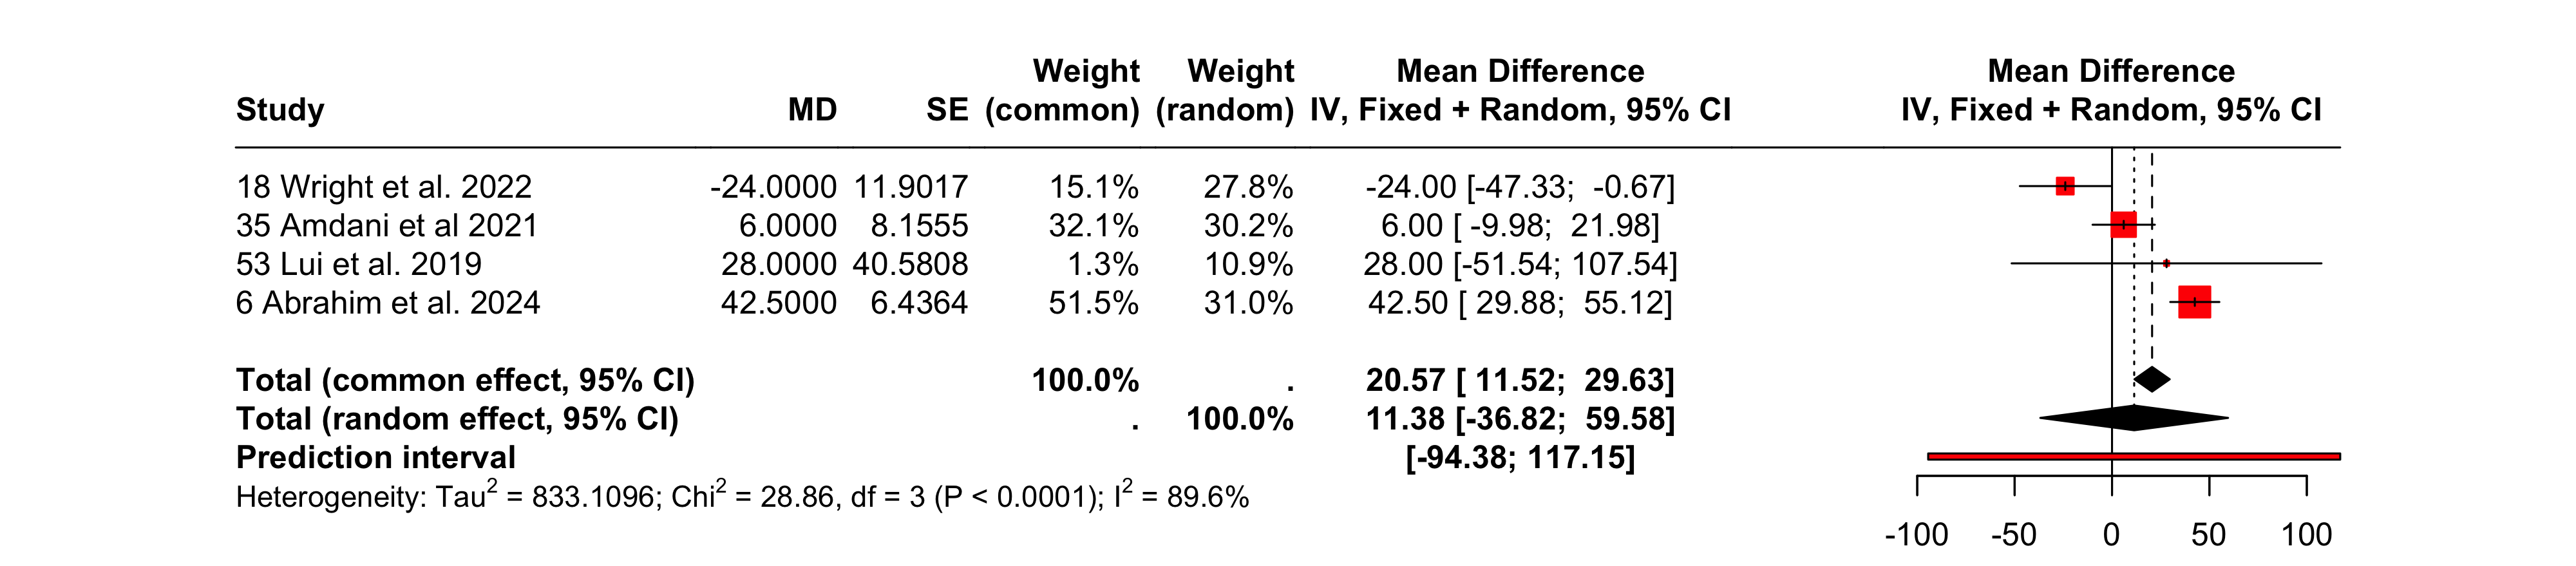 Weight Weight Mean Difference Mean Difference
Study MD SE (common) (random) IV, Fixed + Random, 95% CI IV, Fixed + Random, 95% CI
18 Wright et al. 2022 -24.0000 11.9017 15.1% 27.8% -24.00 [-47.33; -0.67]
35 Amdani et al 2021 6.0000 8.1555 32.1% 30.2% 6.00 [ -9.98; 21.98]
53 Lui et al. 2019 28.0000 40.5808 1.3% 10.9% 28.00 [-51.54; 107.54]
6 Abrahim et al. 2024 42.5000 6.4364 51.5% 31.0% 42.50 [ 29.88; 55.12]
Total (common effect, 95% CI) 100.0% . 20.57 [ 11.52; 29.63]
Total (random effect, 95% CI) . 100.0% 11.38 [-36.82; 59.58]
Prediction interval [-94.38; 117.15]
Heterogeneity: Tau² = 833.1096; Chi² = 28.86, df = 3 (P < 0.0001); I² = 89.6%
-100 -50 0 50 100